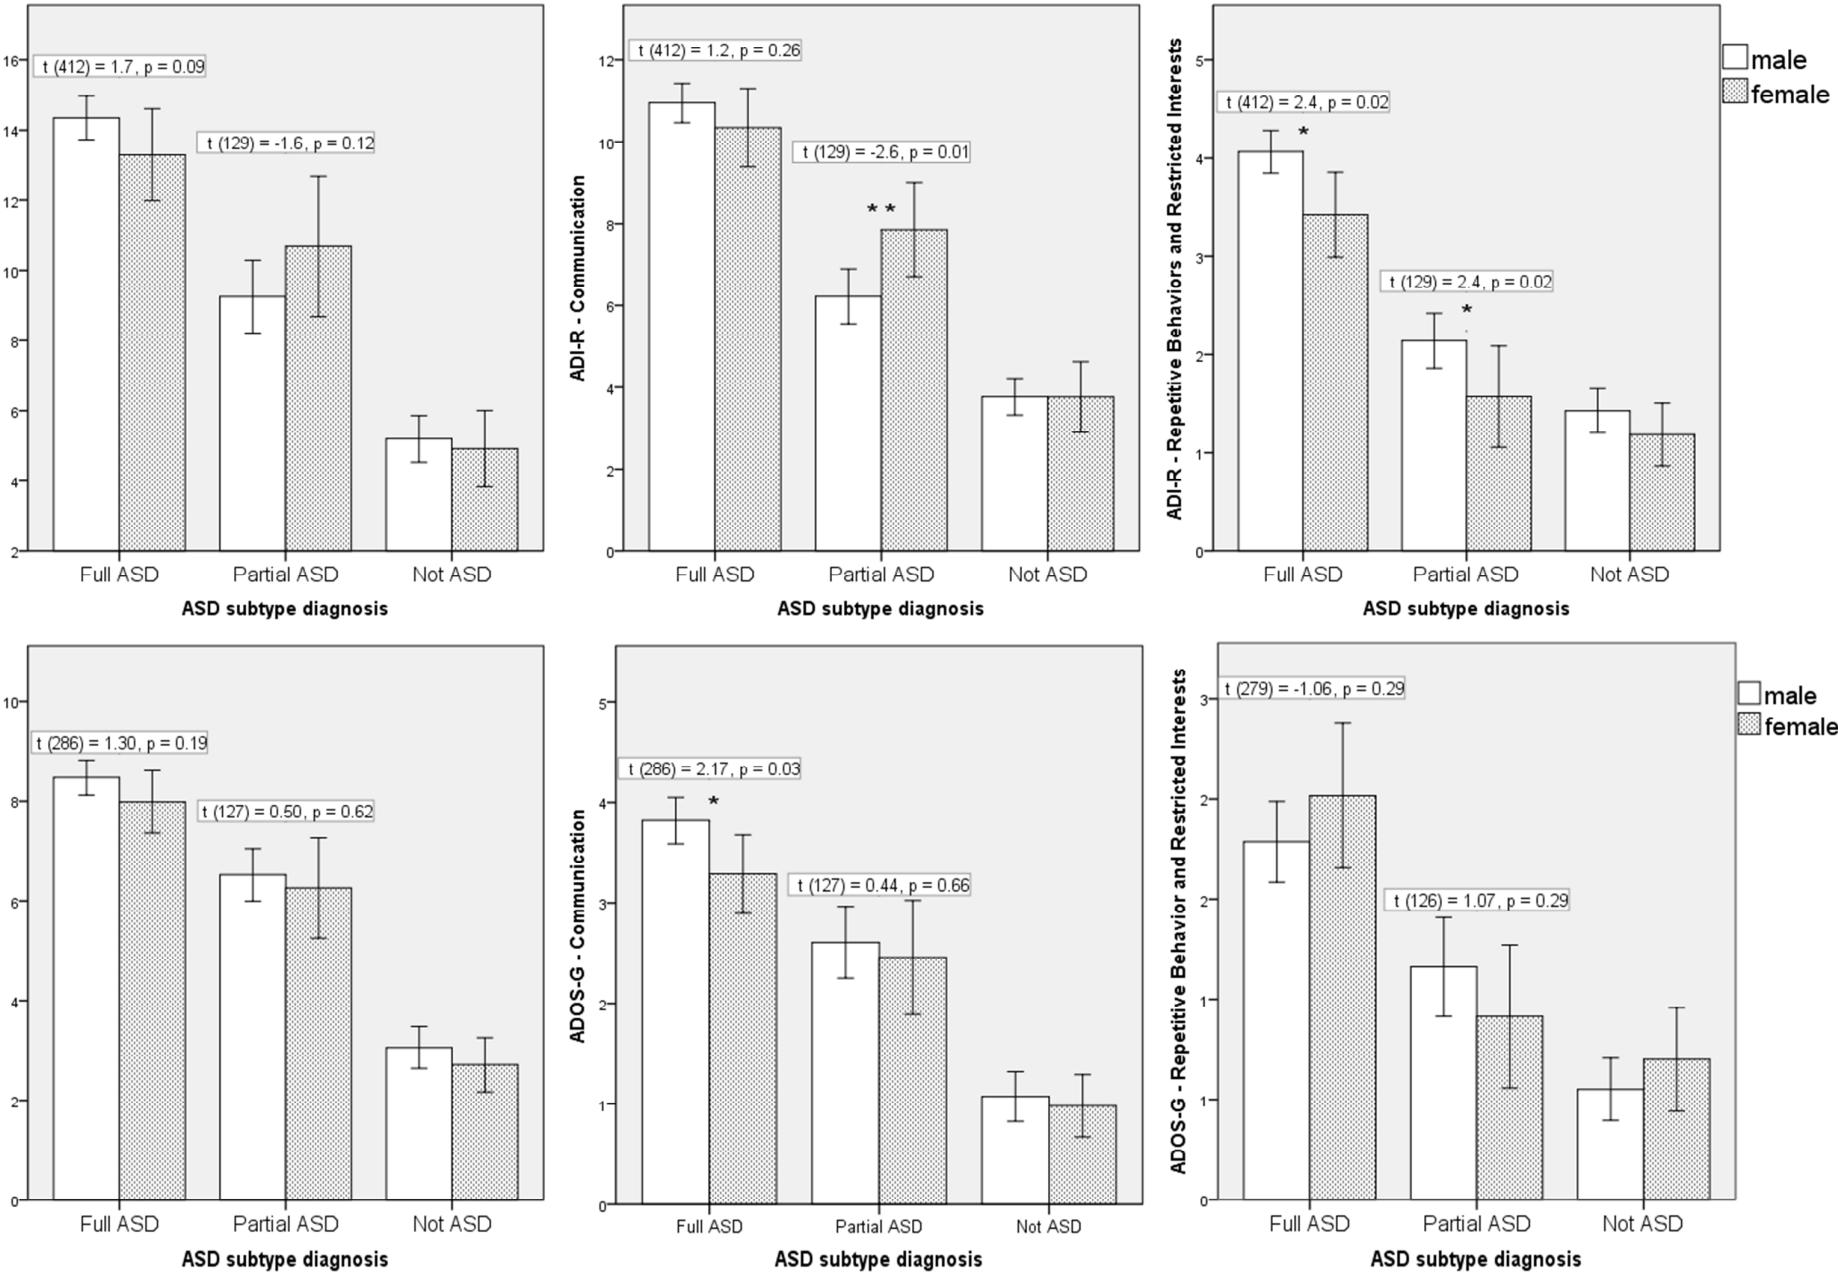 16
14
12
10
8
6
4
2
t (412) = 1.7, p = 0.09
t (129) = -1.6, p = 0.12
Full ASD Partial ASD Not ASD
ASD subtype diagnosis
ADI-R - Communication
12
10
8
6
4
2
0
t (412) = 1.2, p = 0.26
t (129) = -2.6, p = 0.01
**
Full ASD Partial ASD Not ASD
ASD subtype diagnosis
ADI-R - Repetitive Behaviors and Restricted Interests
5
4
3
2
1
0
t (412) = 2.4, p = 0.02
*
t (129) = 2.4, p = 0.02
*
Full ASD Partial ASD Not ASD
ASD subtype diagnosis
male
female
10
8
6
4
2
0
t (286) = 1.30, p = 0.19
t (127) = 0.50, p = 0.62
Full ASD Partial ASD Not ASD
ASD subtype diagnosis
ADOS-G - Communication
5
4
3
2
1
0
t (286) = 2.17, p = 0.03
*
t (127) = 0.44, p = 0.66
Full ASD Partial ASD Not ASD
ASD subtype diagnosis
ADOS-G - Repetitive Behavior and Restricted Interests
3
2
2
1
1
0
t (279) = -1.06, p = 0.29
t (126) = 1.07, p = 0.29
Full ASD Partial ASD Not ASD
ASD subtype diagnosis
male
female